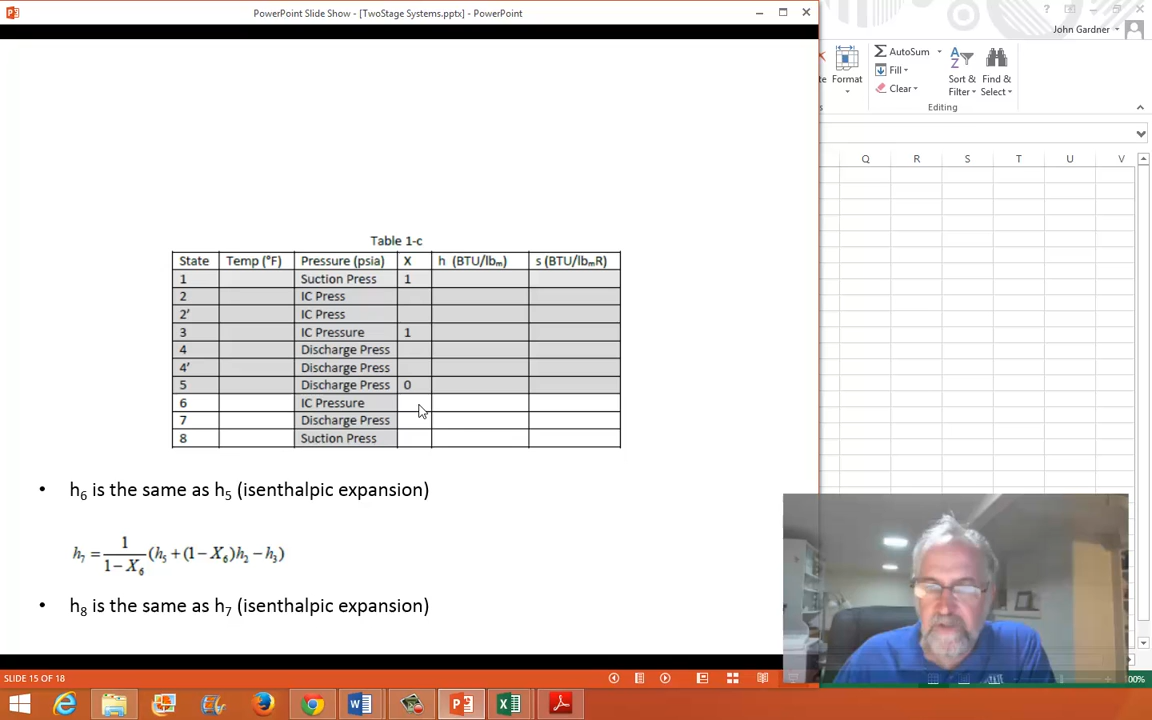 PowerPoint Slide Show - [TwoStage Systems.pptx] - PowerPoint
John Gardner
Format
AutoSum
Fill
Clear
Sort & Filter
Find & Select
Editing
Q R S T U V
Table 1-c
State Temp (°F) Pressure (psia) X h (BTU/lbₘ) s (BTU/lbₘR)
1 Suction Press 1
2 IC Press
2′ IC Press
3 IC Pressure 1
4 Discharge Press
4′ Discharge Press
5 Discharge Press 0
6 IC Pressure
7 Discharge Press
8 Suction Press
• h₆ is the same as h₅ (isenthalpic expansion)
h₇ = 1/(1−X₆) (h₅ + (1−X₆)h₂ − h₃)
• h₈ is the same as h₇ (isenthalpic expansion)
SLIDE 15 OF 18
00%